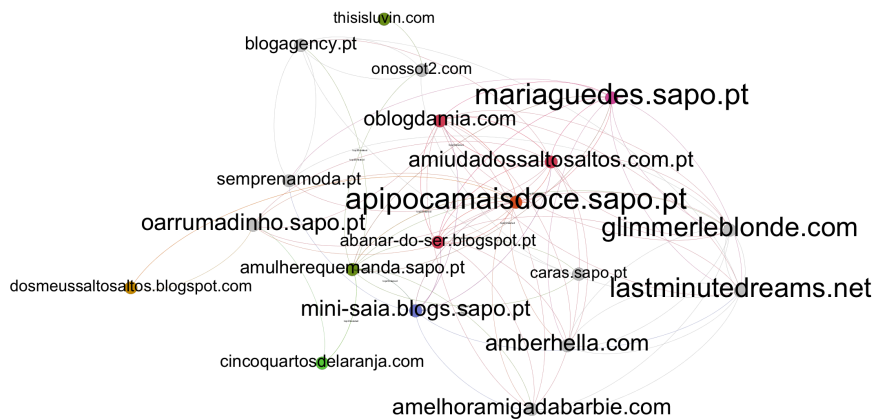 thisisluvin.com
blogagency.pt
onossot2.com
mariaguedes.sapo.pt
oblogdamia.com
amiudadossaltosaltos.com.pt
semprenamoda.pt
apipocamaisdoce.sapo.pt
oarrumadinho.sapo.pt
glimmerleblonde.com
abanar-do-ser.blogspot.pt
amulherequemanda.sapo.pt
caras.sapo.pt
dosmeussaltosaltos.blogspot.com
lastminutedreams.net
mini-saia.blogs.sapo.pt
amberhella.com
cincoquartosdelaranja.com
amelhoramigadabarbie.com